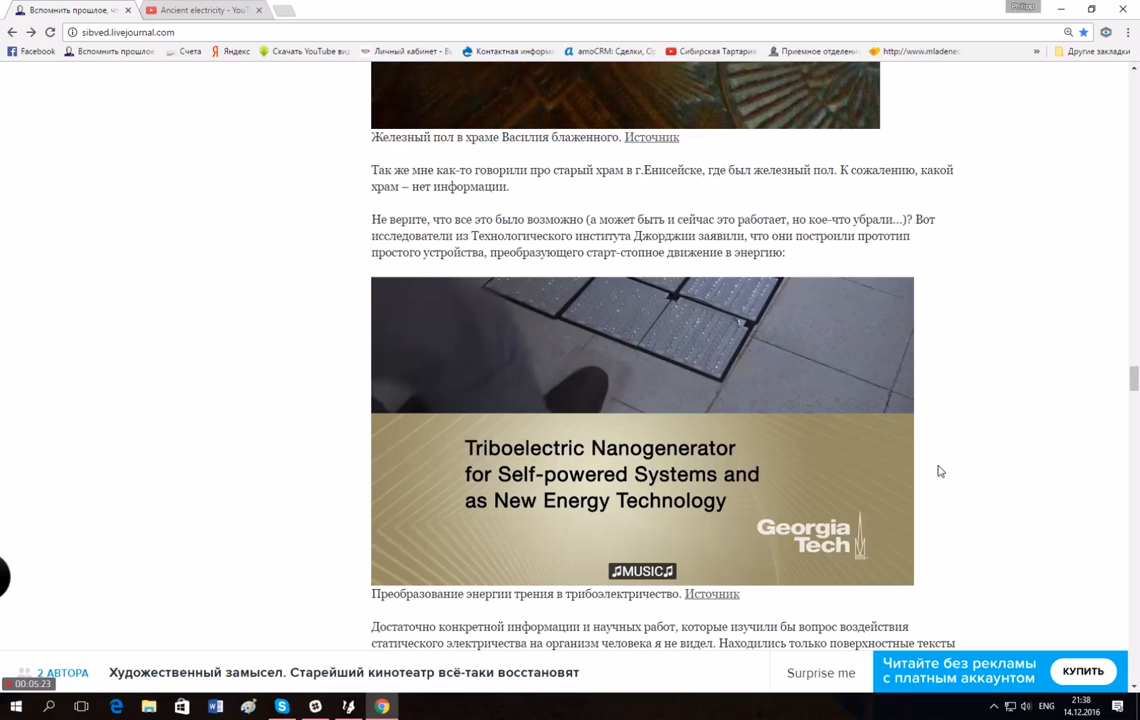 Вспомнить прошлое, ч
Ancient electricity - YouT
Philipp
sibved.livejournal.com
Facebook
Вспомнить прошлое
Счета
Яндекс
Скачать YouTube ви
Личный кабинет - В
Контактная информ
amoCRM: Сделки, О
Сибирская Тартария
Приемное отделени
http://www.mladenec
»
Другие закладки
Железный пол в храме Василия блаженного. Источник
Так же мне как-то говорили про старый храм в г.Енисейске, где был железный пол. К сожалению, какой
храм – нет информации.
Не верите, что все это было возможно (а может быть и сейчас это работает, но кое-что убрали...)? Вот
исследователи из Технологического института Джорджии заявили, что они построили прототип
простого устройства, преобразующего старт-стопное движение в энергию:
Triboelectric Nanogenerator
for Self-powered Systems and
as New Energy Technology
Georgia
Tech
♫MUSIC♫
Преобразование энергии трения в трибоэлектричество. Источник
Достаточно конкретной информации и научных работ, которые изучили бы вопрос воздействия
статического электричества на организм человека я не видел. Находились только поверхностные тексты
2 АВТОРА
Художественный замысел. Старейший кинотеатр всё-таки восстановят
Surprise me
Читайте без рекламы
с платным аккаунтом
КУПИТЬ
00:05:23
ENG
21:38
14.12.2016